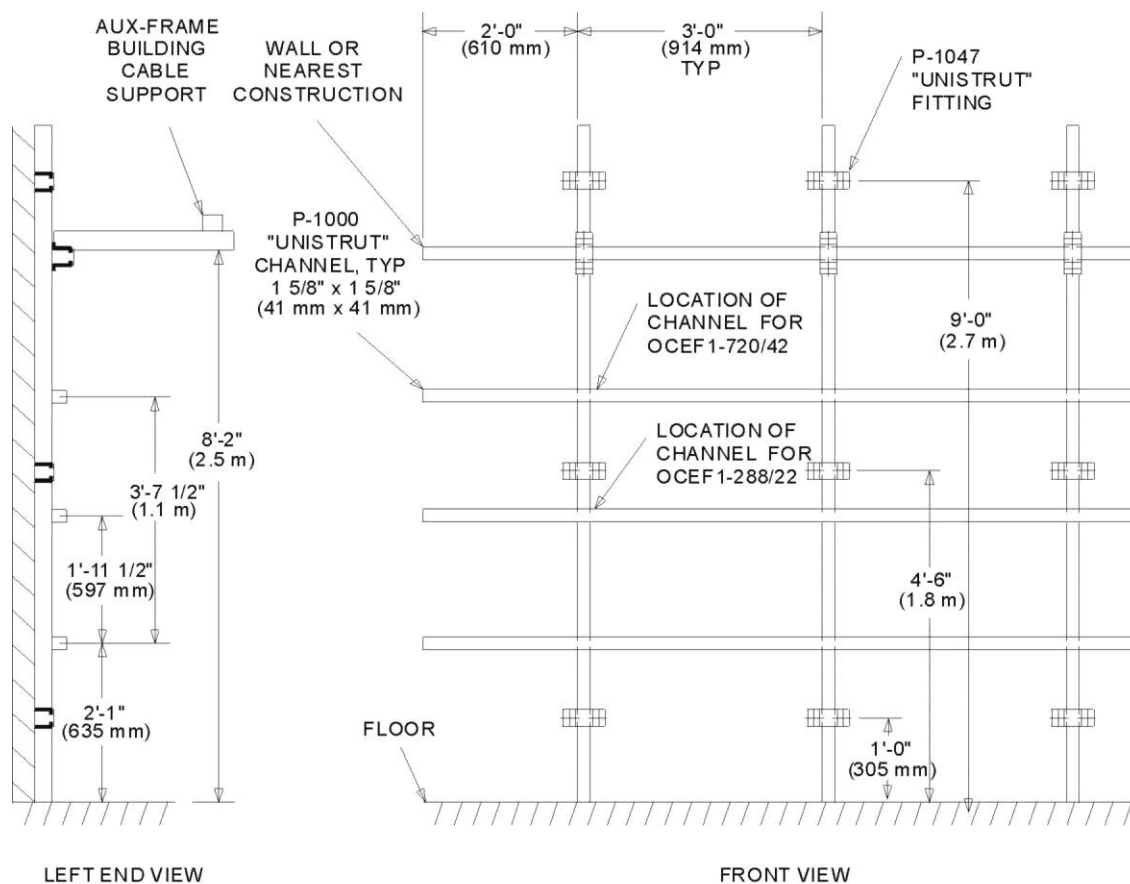 AUX-FRAME
BUILDING
CABLE
SUPPORT
WALL OR
NEAREST
CONSTRUCTION
2'-0"
(610 mm)
3'-0"
(914 mm)
TYP
P-1047
"UNISTRUT"
FITTING
P-1000
"UNISTRUT"
CHANNEL, TYP
1 5/8" x 1 5/8"
(41 mm x 41 mm)
LOCATION OF
CHANNEL FOR
OCEF1-720/42
9'-0"
(2.7 m)
8'-2"
(2.5 m)
LOCATION OF
CHANNEL FOR
OCEF1-288/22
3'-7 1/2"
(1.1 m)
1'-11 1/2"
(597 mm)
4'-6"
(1.8 m)
2'-1"
(635 mm)
FLOOR
1'-0"
(305 mm)
LEFT END VIEW
FRONT VIEW